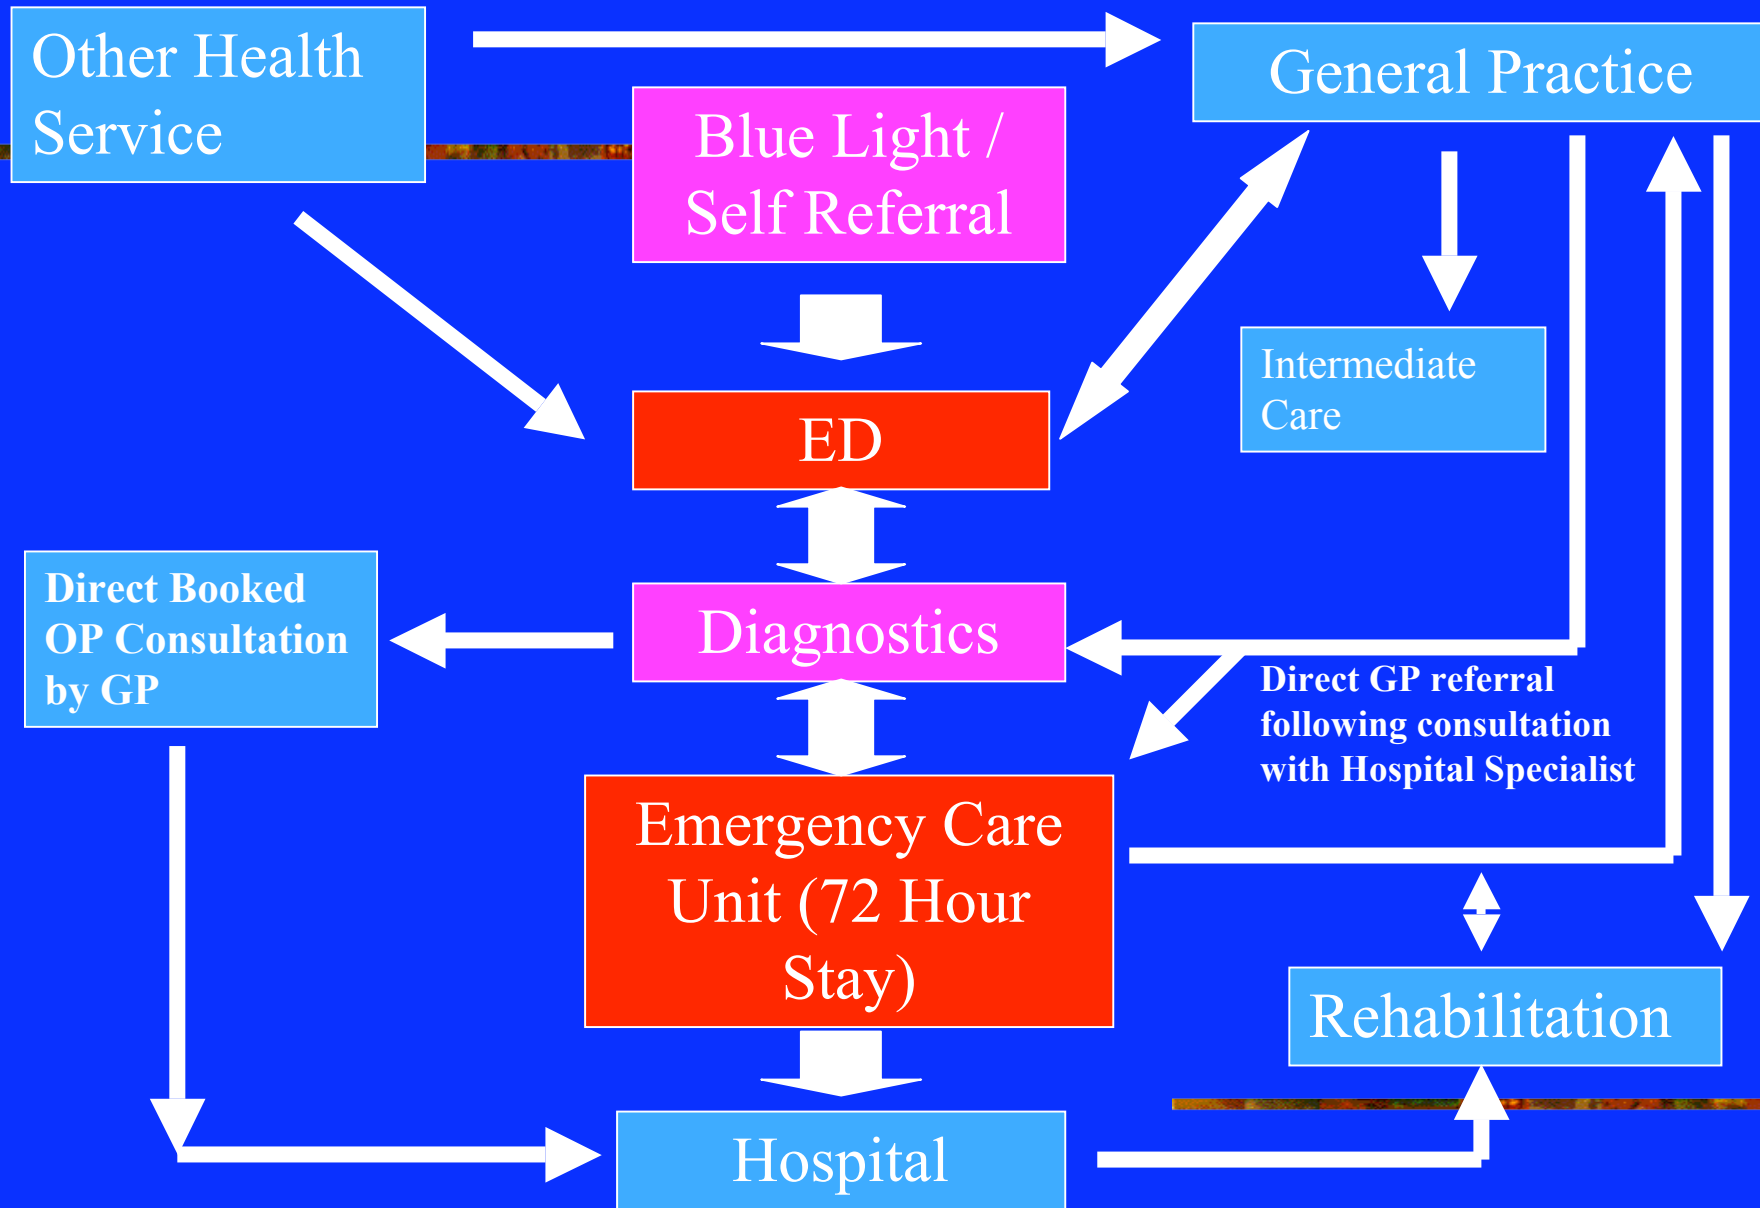 Other Health
Service
General Practice
Blue Light /
Self Referral
Intermediate
Care
ED
Direct Booked
OP Consultation
by GP
Diagnostics
Direct GP referral
following consultation
with Hospital Specialist
Emergency Care
Unit (72 Hour
Stay)
Rehabilitation
Hospital